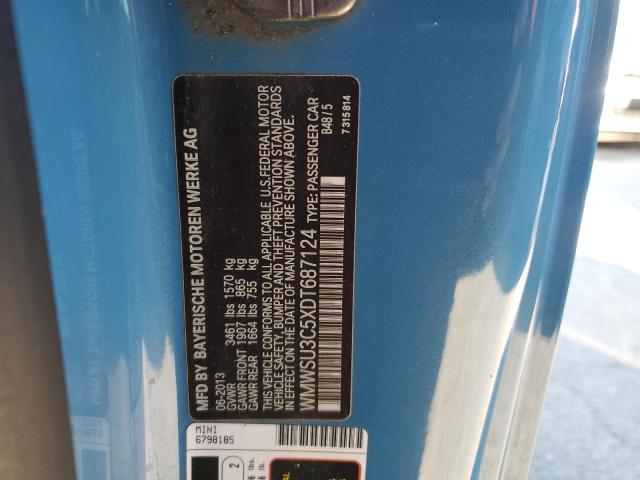 MFD BY BAYERISCHE MOTOREN WERKE AG
06-2013
GVWR 3461 lbs 1570 kg
GAWR FRONT 1907 lbs 865 kg
GAWR REAR 1664 lbs 755 kg
THIS VEHICLE CONFORMS TO ALL APPLICABLE U.S.FEDERAL MOTOR
VEHICLE SAFETY, BUMPER AND THEFT PREVENTION STANDARDS
IN EFFECT ON THE DATE OF MANUFACTURE SHOWN ABOVE.
WMWSU3C5XDT687124 TYPE: PASSENGER CAR
B48/5
7315814
MINI
6798185
2
lbs.
lb.